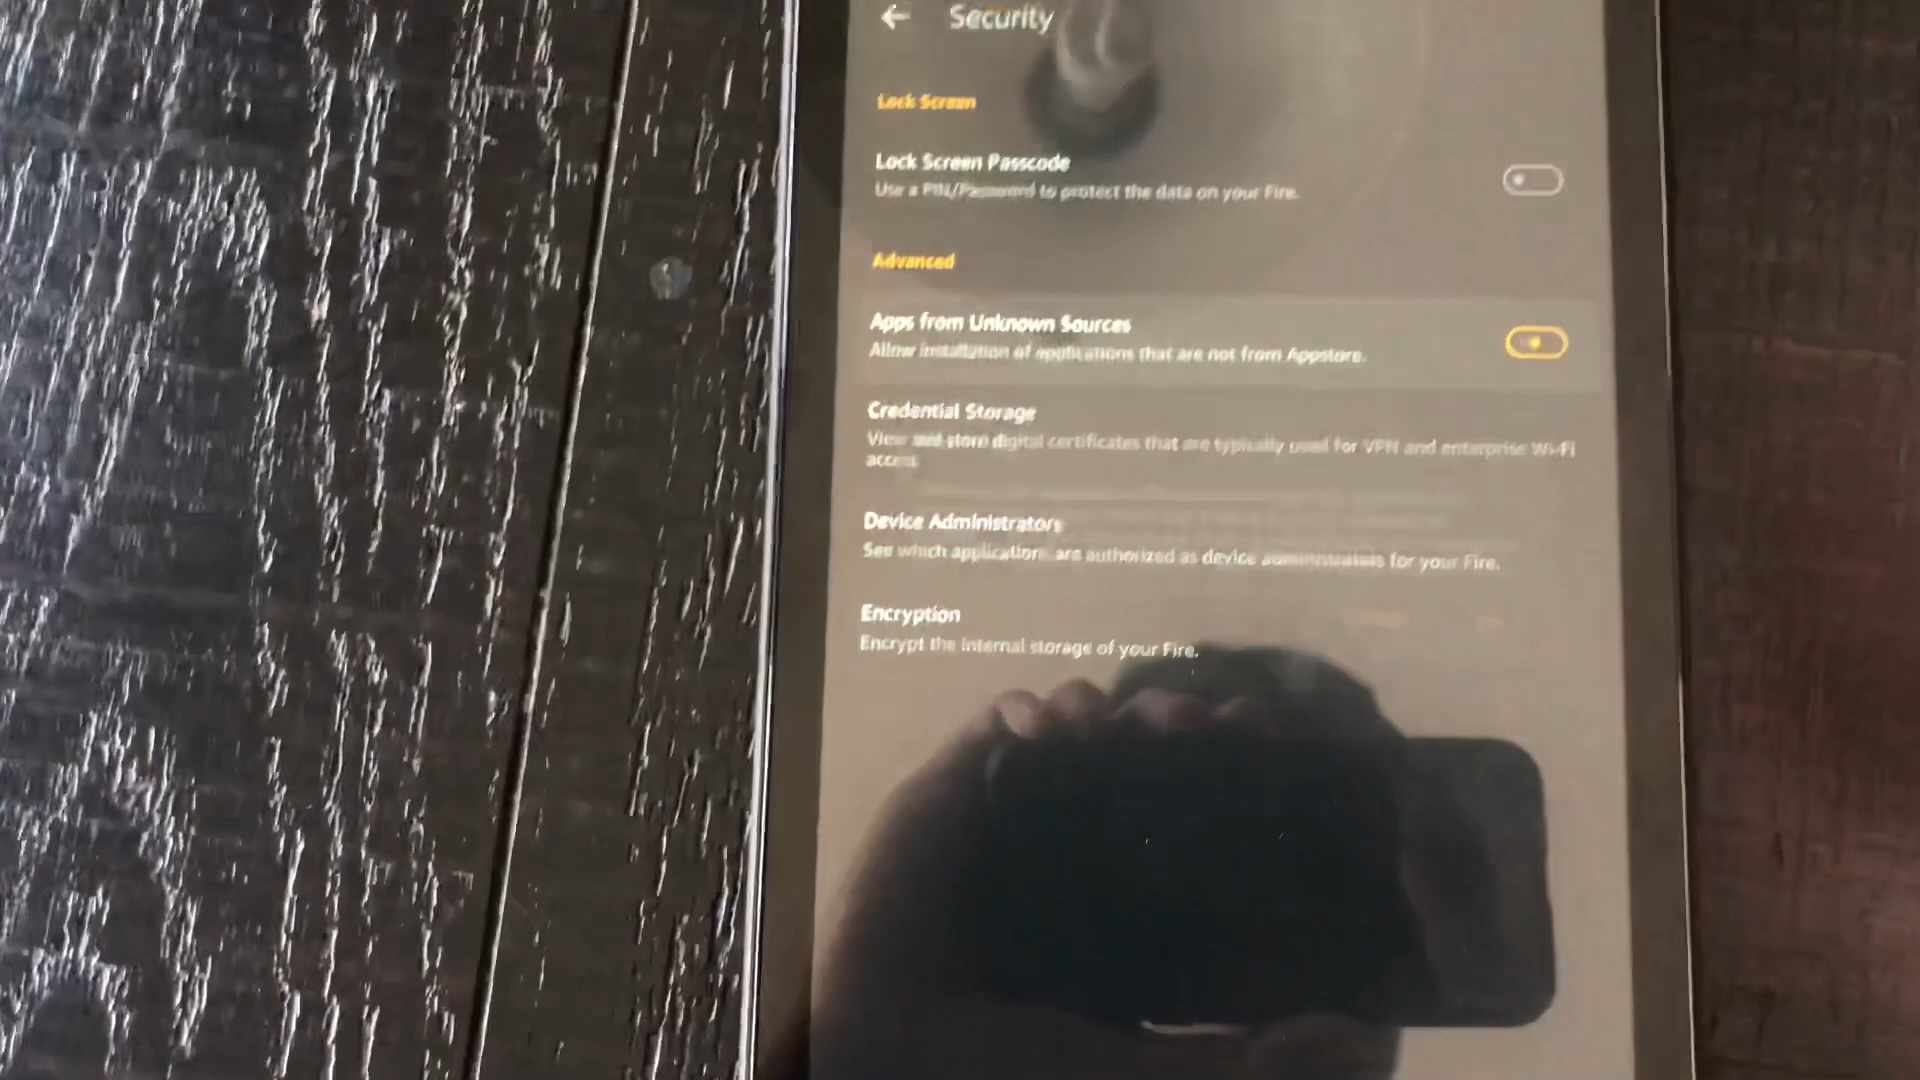 Security
Lock Screen
Lock Screen Passcode
Use a PIN/Password to protect the data on your Fire.
Advanced
Apps from Unknown Sources
Allow installation of applications that are not from Appstore.
Credential Storage
View and store digital certificates that are typically used for VPN and enterprise Wi-Fi
access
Device Administrators
See which applications are authorized as device administrators for your Fire.
Encryption
Encrypt the internal storage of your Fire.